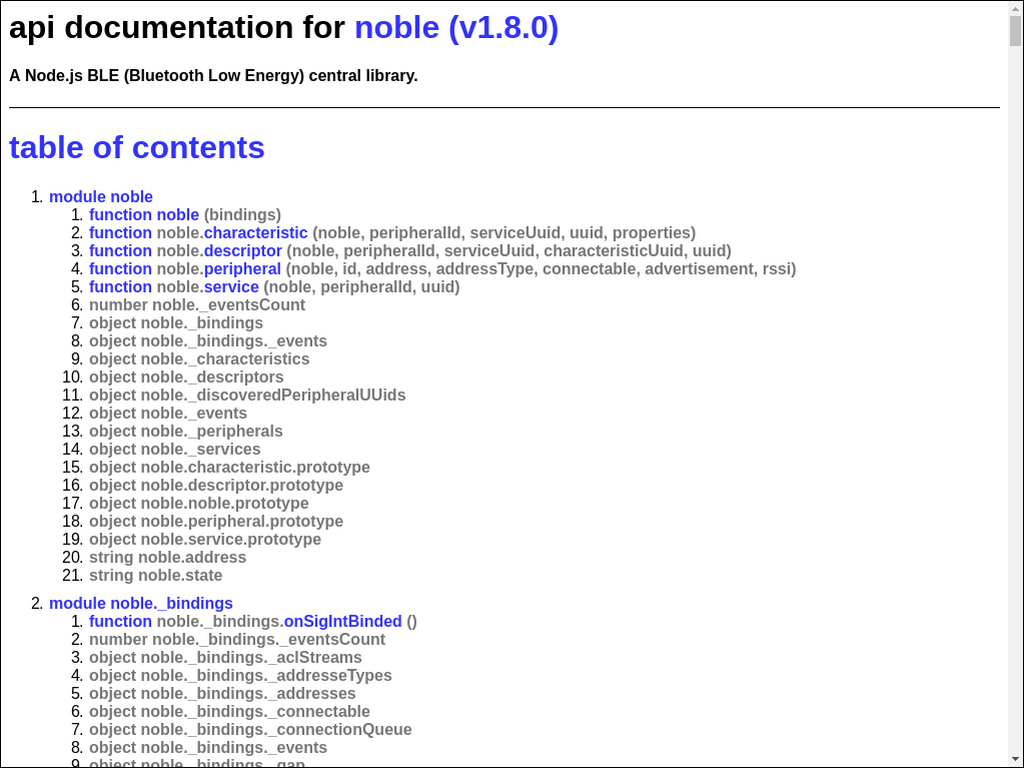 api documentation for noble (v1.8.0)
A Node.js BLE (Bluetooth Low Energy) central library.
table of contents
1. module noble
1. function noble (bindings)
2. function noble.characteristic (noble, peripheralId, serviceUuid, uuid, properties)
3. function noble.descriptor (noble, peripheralId, serviceUuid, characteristicUuid, uuid)
4. function noble.peripheral (noble, id, address, addressType, connectable, advertisement, rssi)
5. function noble.service (noble, peripheralId, uuid)
6. number noble._eventsCount
7. object noble._bindings
8. object noble._bindings._events
9. object noble._characteristics
10. object noble._descriptors
11. object noble._discoveredPeripheralUUids
12. object noble._events
13. object noble._peripherals
14. object noble._services
15. object noble.characteristic.prototype
16. object noble.descriptor.prototype
17. object noble.noble.prototype
18. object noble.peripheral.prototype
19. object noble.service.prototype
20. string noble.address
21. string noble.state
2. module noble._bindings
1. function noble._bindings.onSigIntBinded ()
2. number noble._bindings._eventsCount
3. object noble._bindings._aclStreams
4. object noble._bindings._addresseTypes
5. object noble._bindings._addresses
6. object noble._bindings._connectable
7. object noble._bindings._connectionQueue
8. object noble._bindings._events
9. object noble._bindings._gap